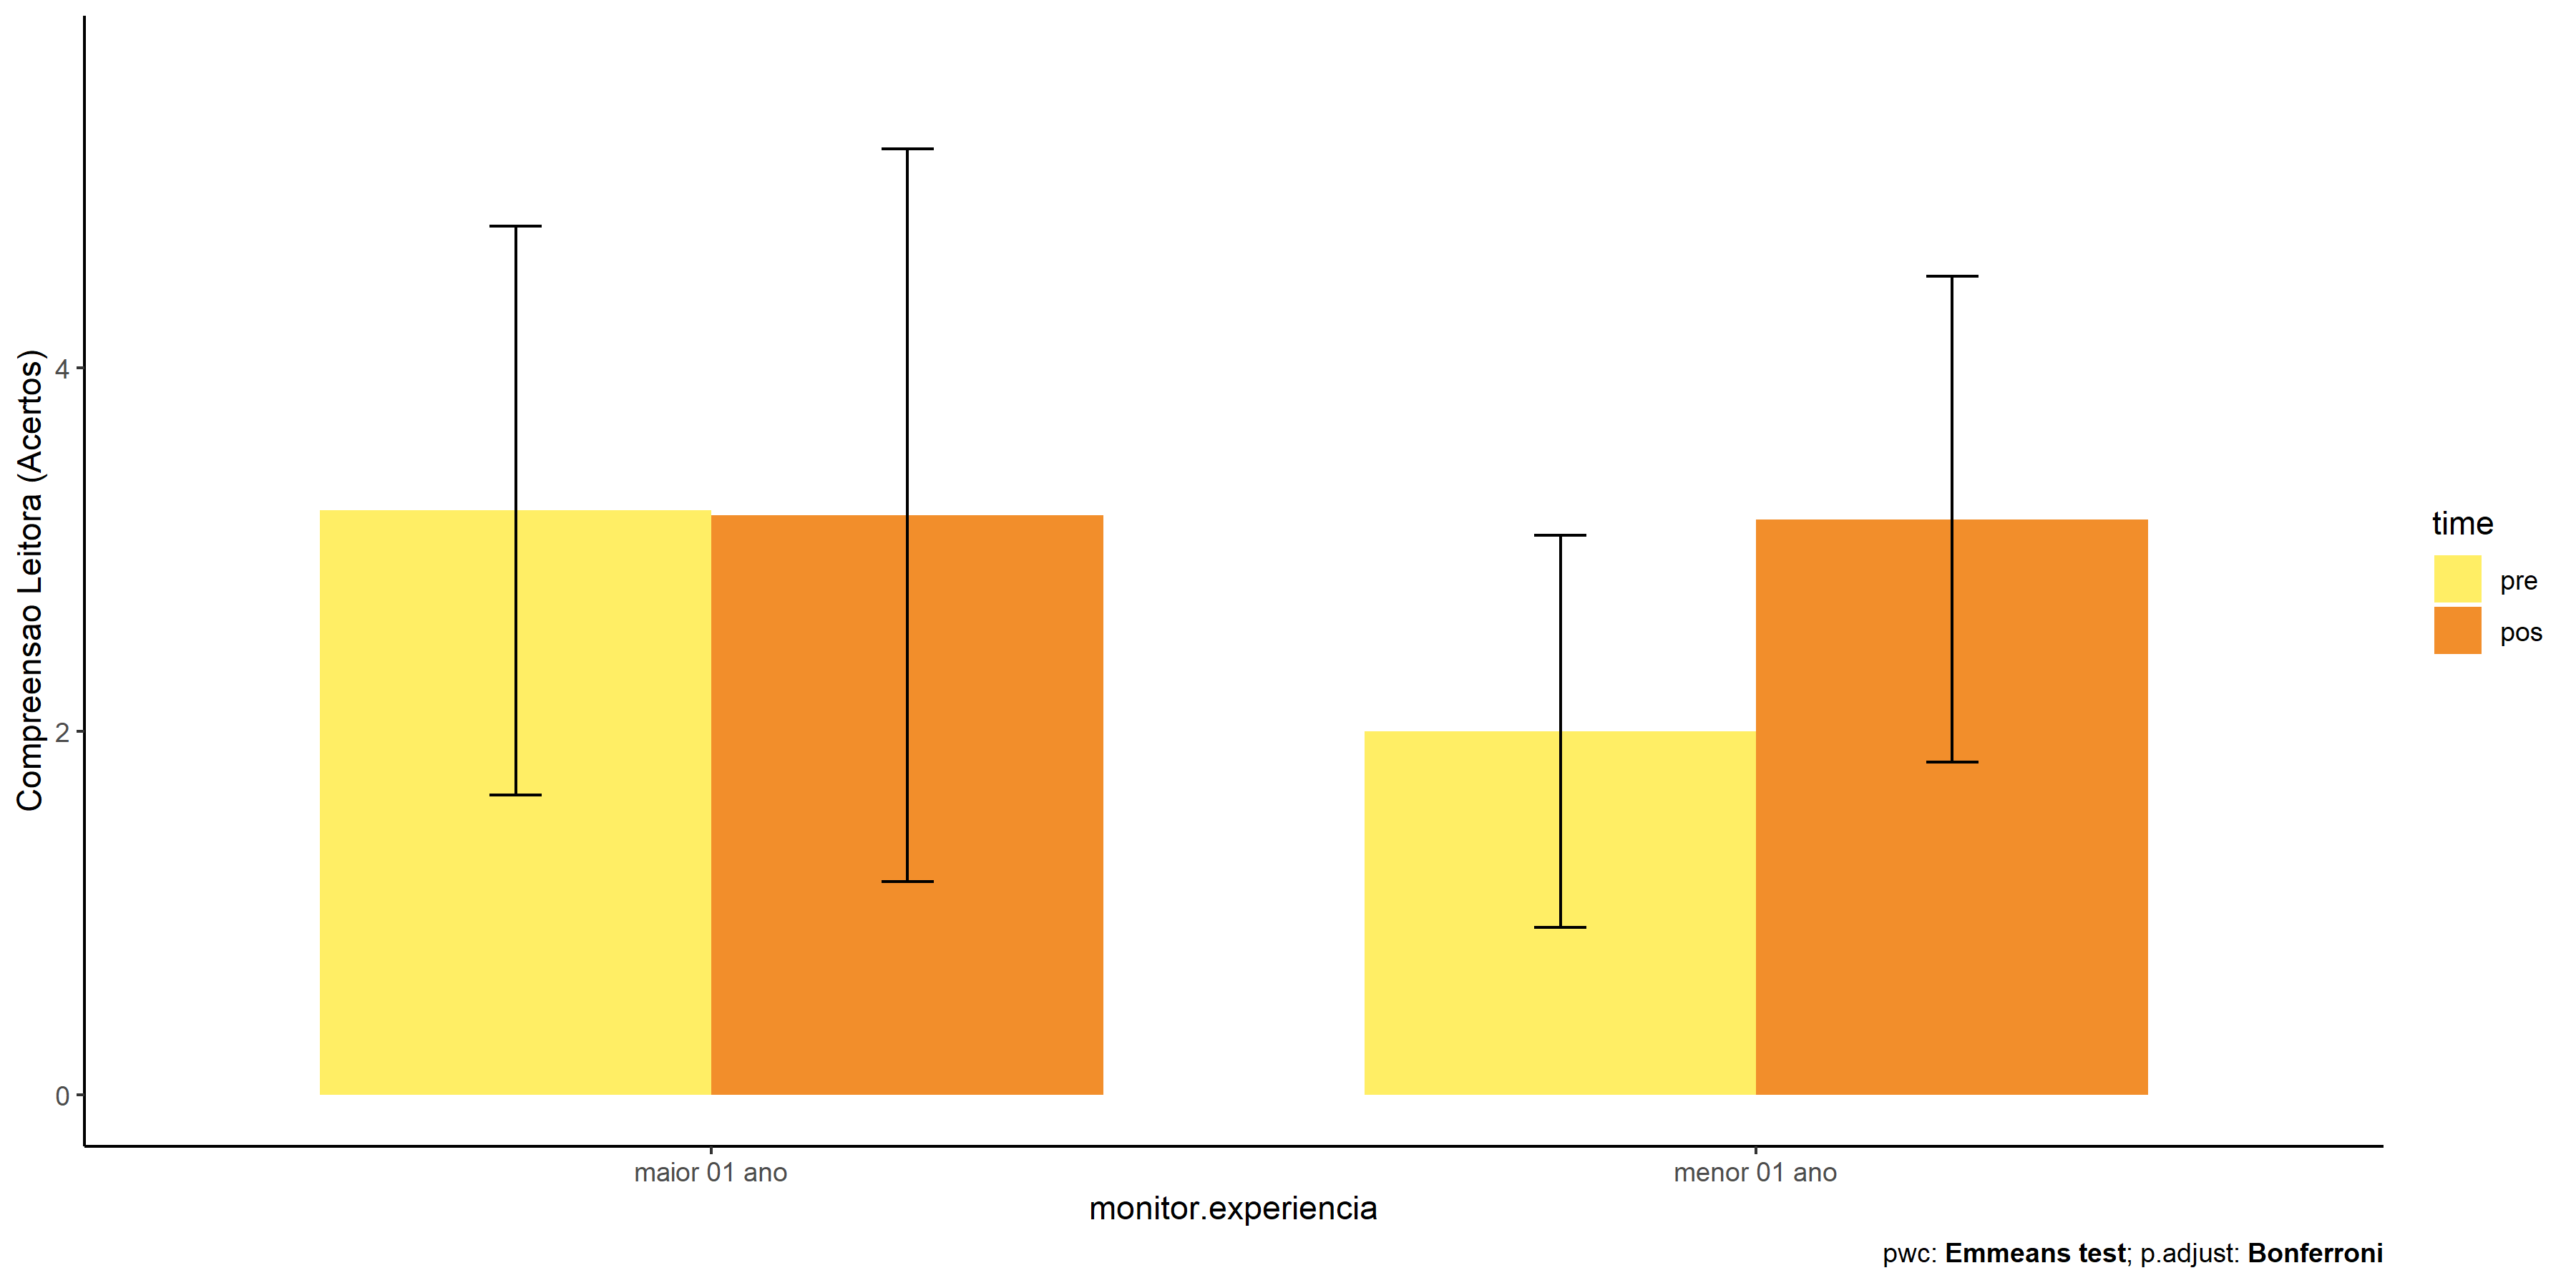 Compreensao Leitora (Acertos)
4
2
0
maior 01 ano
menor 01 ano
monitor.experiencia
time
pre
pos
pwc: Emmeans test; p.adjust: Bonferroni